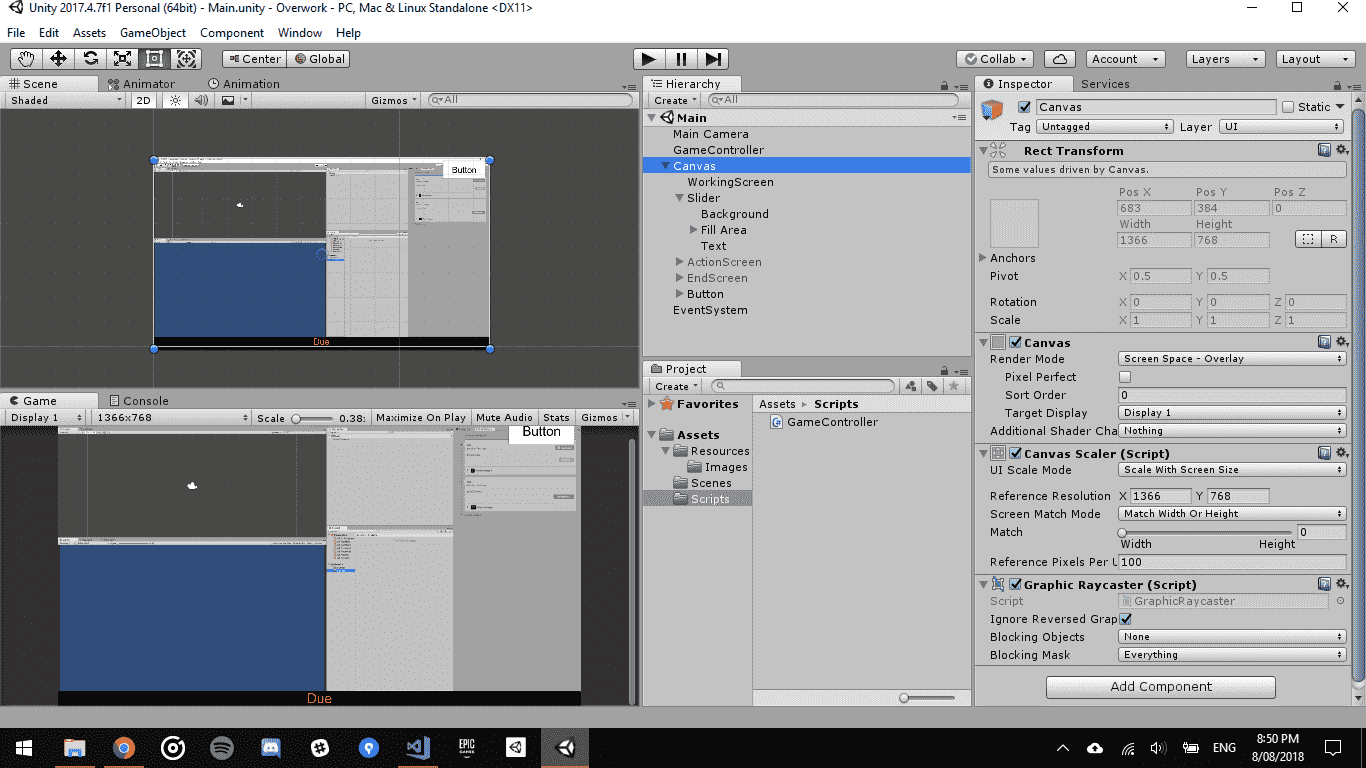 Unity 2017.4.7f1 Personal (64bit) - Main.unity - Overwork - PC, Mac & Linux Standalone <DX11>
File Edit Assets GameObject Component Window Help
Center Global
Collab Account Layers Layout
Scene Animator Animation
Shaded 2D Gizmos All
Button
Due
Game Console
Display 1 1366x768 Scale 0.38: Maximize On Play Mute Audio Stats Gizmos
Button
Due
Hierarchy
Create All
Main
Main Camera
GameController
Canvas
WorkingScreen
Slider
Background
Fill Area
Text
ActionScreen
EndScreen
Button
EventSystem
Project
Create
Favorites
Assets
Resources
Images
Scenes
Scripts
Assets Scripts
GameController
Inspector Services
Canvas Static
Tag Untagged Layer UI
Rect Transform
Some values driven by Canvas.
Pos X Pos Y Pos Z
683 384 0
Width Height
1366 768
R
Anchors
Pivot X 0.5 Y 0.5
Rotation X 0 Y 0 Z 0
Scale X 1 Y 1 Z 1
Canvas
Render Mode Screen Space - Overlay
Pixel Perfect
Sort Order 0
Target Display Display 1
Additional Shader Cha Nothing
Canvas Scaler (Script)
UI Scale Mode Scale With Screen Size
Reference Resolution X 1366 Y 768
Screen Match Mode Match Width Or Height
Match 0
Width Height
Reference Pixels Per U 100
Graphic Raycaster (Script)
Script GraphicRaycaster
Ignore Reversed Grap
Blocking Objects None
Blocking Mask Everything
Add Component
EPIC GAMES
ENG
8:50 PM
8/08/2018